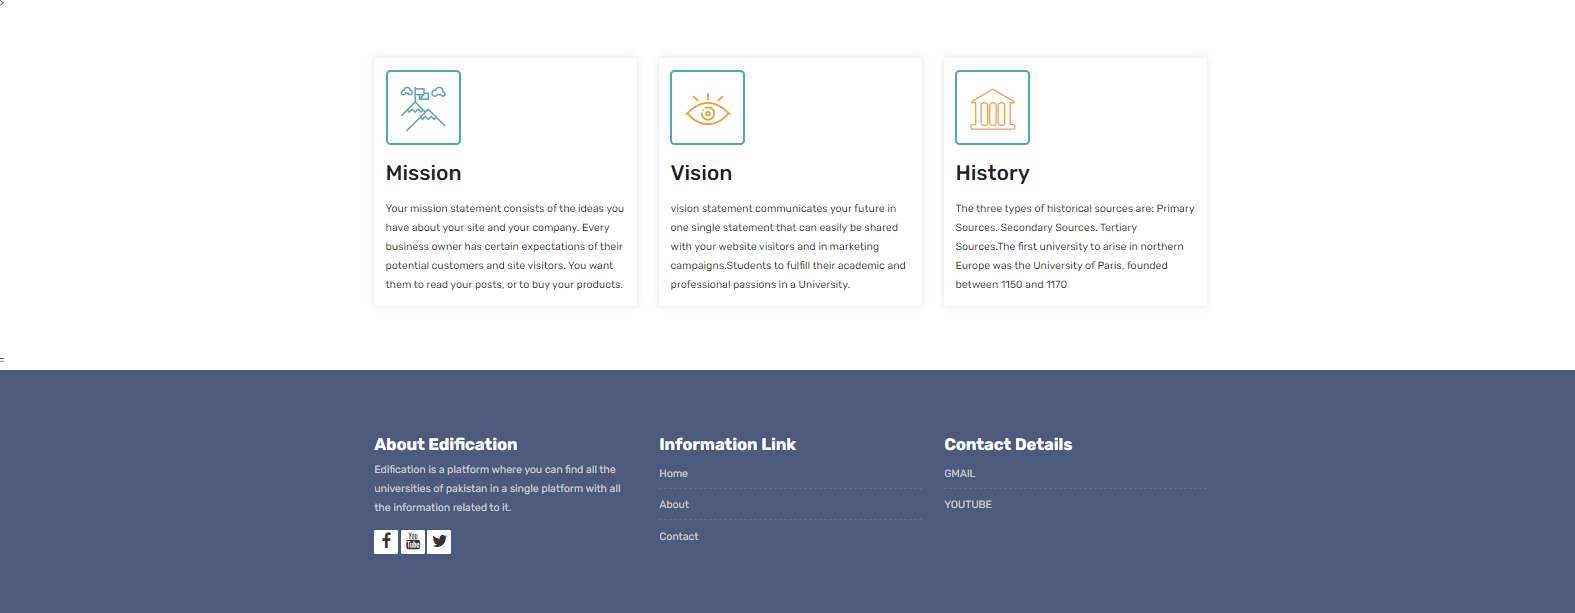 >
Mission
Your mission statement consists of the ideas you
have about your site and your company. Every
business owner has certain expectations of their
potential customers and site visitors. You want
them to read your posts, or to buy your products.
Vision
vision statement communicates your future in
one single statement that can easily be shared
with your website visitors and in marketing
campaigns.Students to fulfill their academic and
professional passions in a University.
History
The three types of historical sources are: Primary
Sources. Secondary Sources. Tertiary
Sources.The first university to arise in northern
Europe was the University of Paris, founded
between 1150 and 1170
=
About Edification
Edification is a platform where you can find all the
universities of pakistan in a single platform with all
the information related to it.
You
Tube
Information Link
Home
About
Contact
Contact Details
GMAIL
YOUTUBE